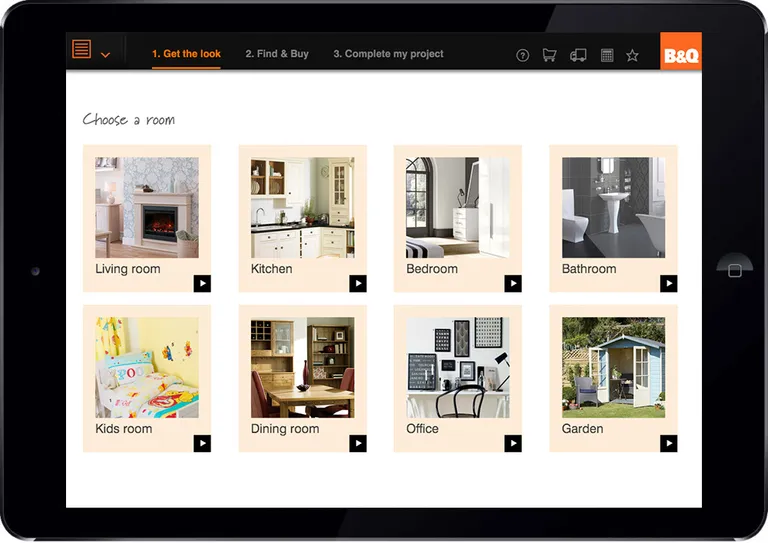 1. Get the look
2. Find & Buy
3. Complete my project
?
B&Q
Choose a room
Living room
Kitchen
Bedroom
Bathroom
Kids room
Dining room
Office
Garden